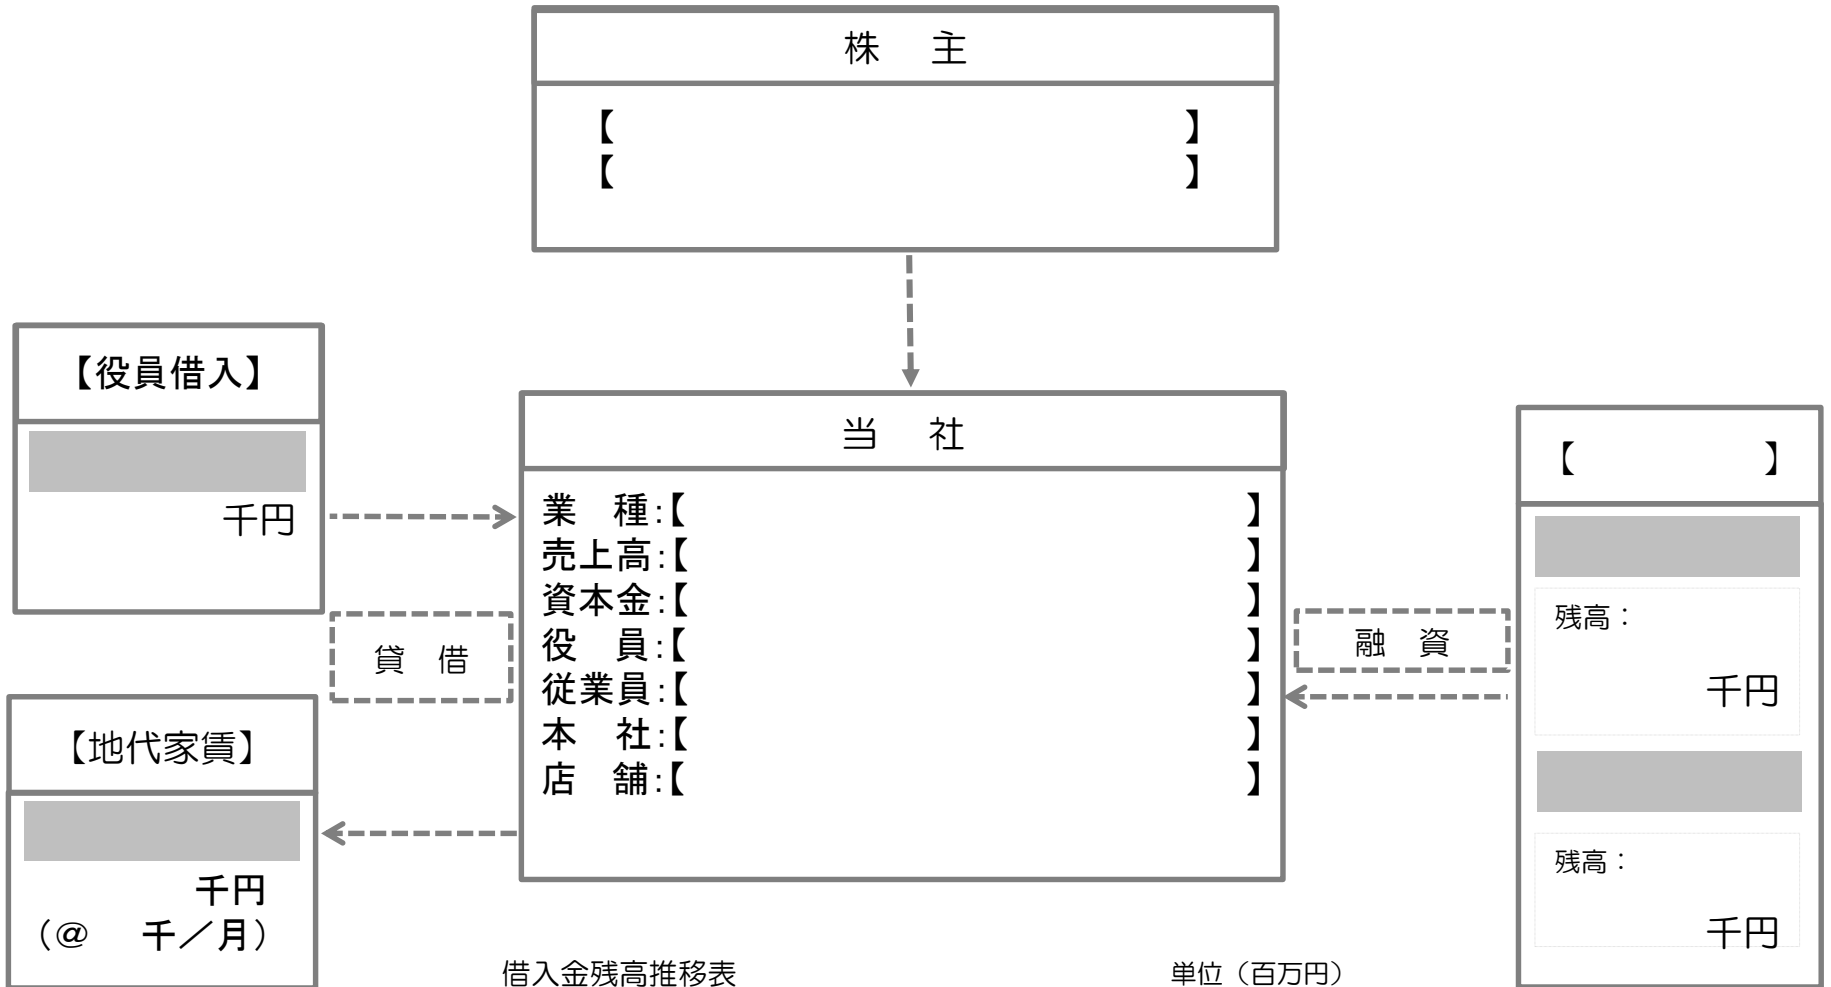 株　主
【　　　　　　　　　　】
【　　　　　　　　　　】
【役員借入】
千円
貸　借
【地代家賃】
千円
（＠　千／月）
当　社
業　種:【　　　　　　　　　　】
売上高:【　　　　　　　　　　】
資本金:【　　　　　　　　　　】
役　員:【　　　　　　　　　　】
従業員:【　　　　　　　　　　】
本　社:【　　　　　　　　　　】
店　舗:【　　　　　　　　　　】
融　資
【　　　　　】
残高：
千円
残高：
千円
借入金残高推移表　　　　　　　　　　単位（百万円）